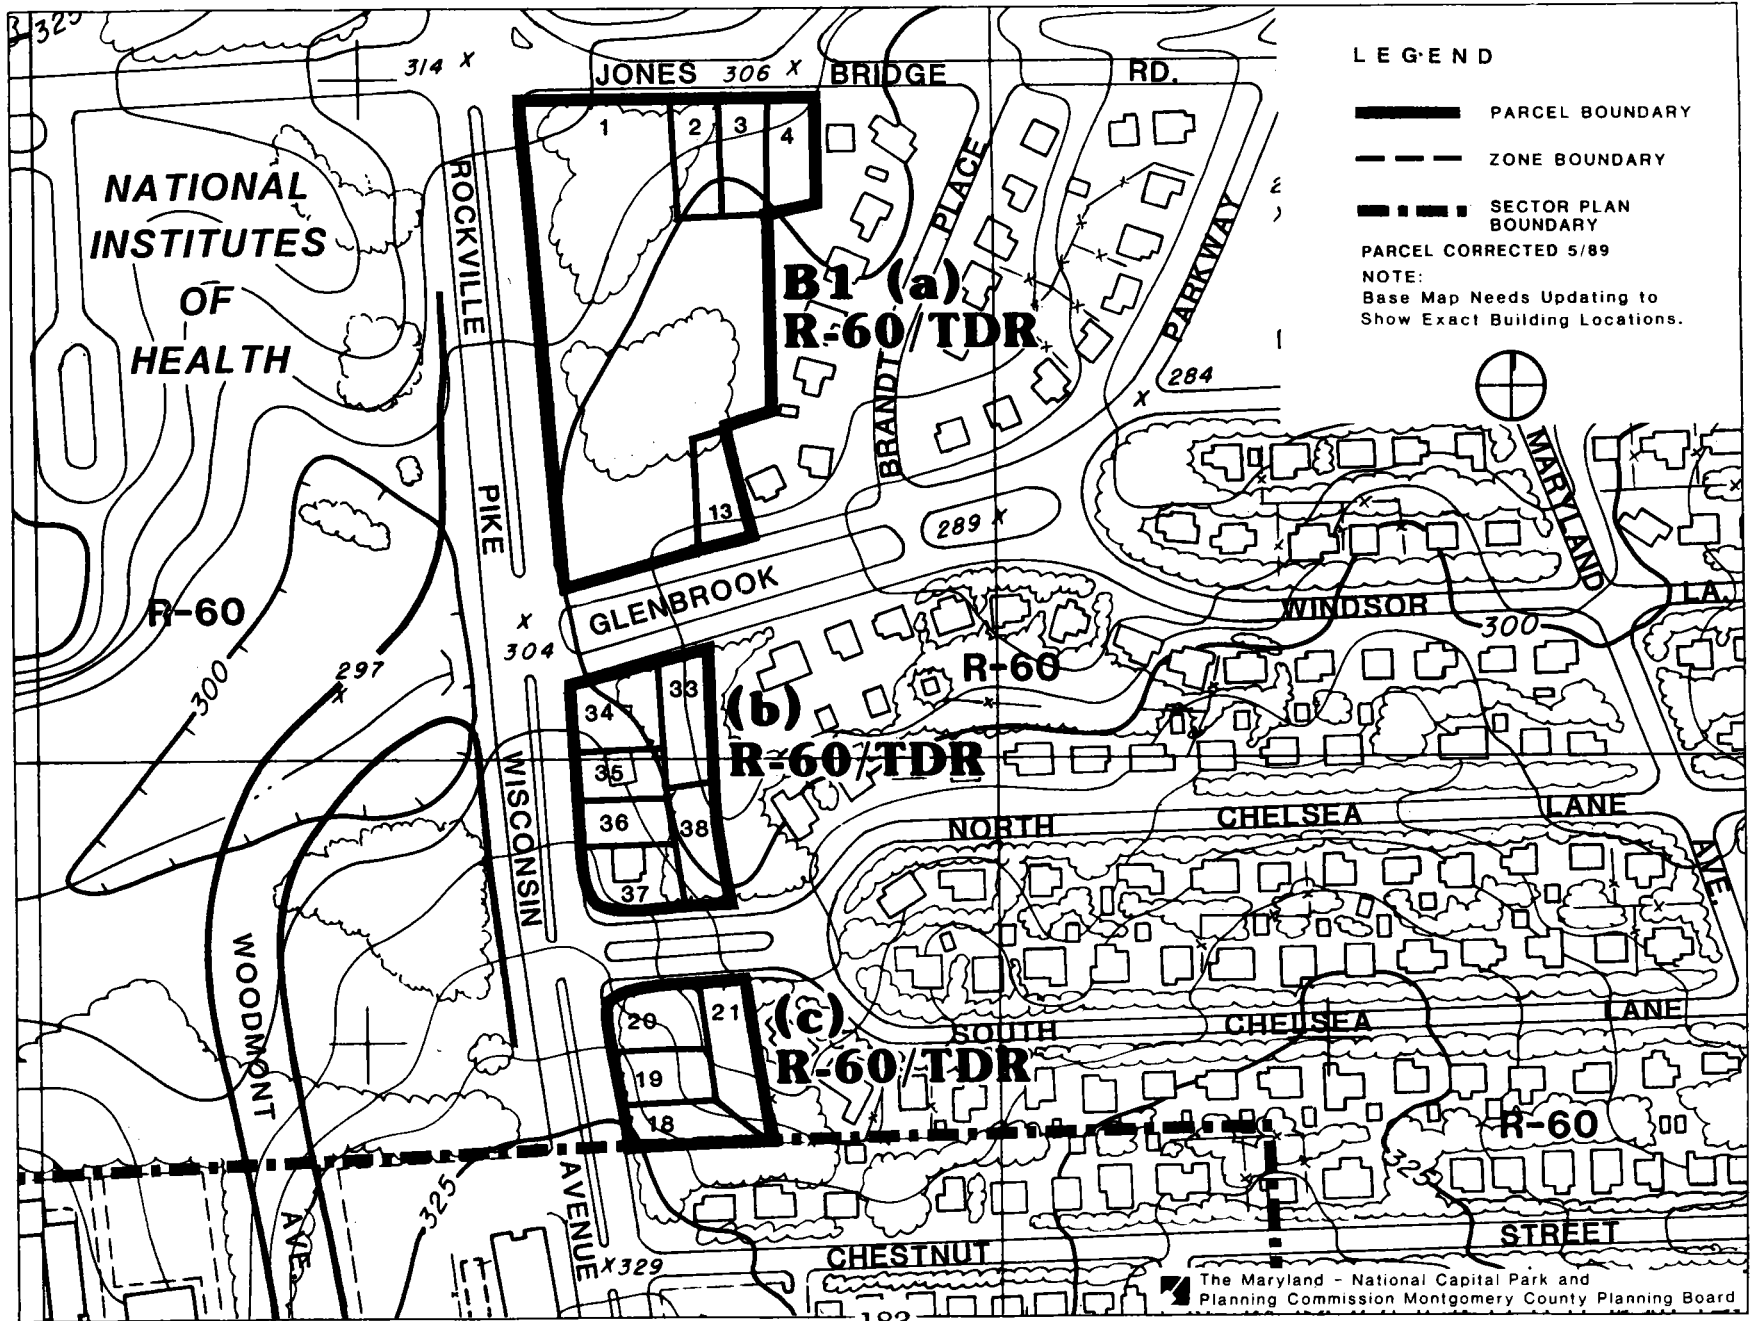 325
314 X
JONES 306 X BRIDGE RD.
1
2
3
4
NATIONAL
INSTITUTES
OF
HEALTH
ROCKVILLE
PIKE
PLACE
PARKWAY
B1 (a)
R-60/TDR
BRANDT
284
X
13
289 X
GLENBROOK
LEGEND
PARCEL BOUNDARY
ZONE BOUNDARY
SECTOR PLAN
BOUNDARY
PARCEL CORRECTED 5/89
NOTE:
Base Map Needs Updating to
Show Exact Building Locations.
MARYLAND
AVE.
WINDSOR
LA.
300
R-60
300
297
X
X
304
R-60
33
34
35
36
37
38
(b)
R-60/TDR
WISCONSIN
AVENUE
NORTH CHELSEA LANE
WOODMONT
AVE.
20
21
19
18
(c)
R-60/TDR
SOUTH CHELSEA LANE
R-60
325
325
X 329
CHESTNUT STREET
The Maryland - National Capital Park and
Planning Commission Montgomery County Planning Board
183